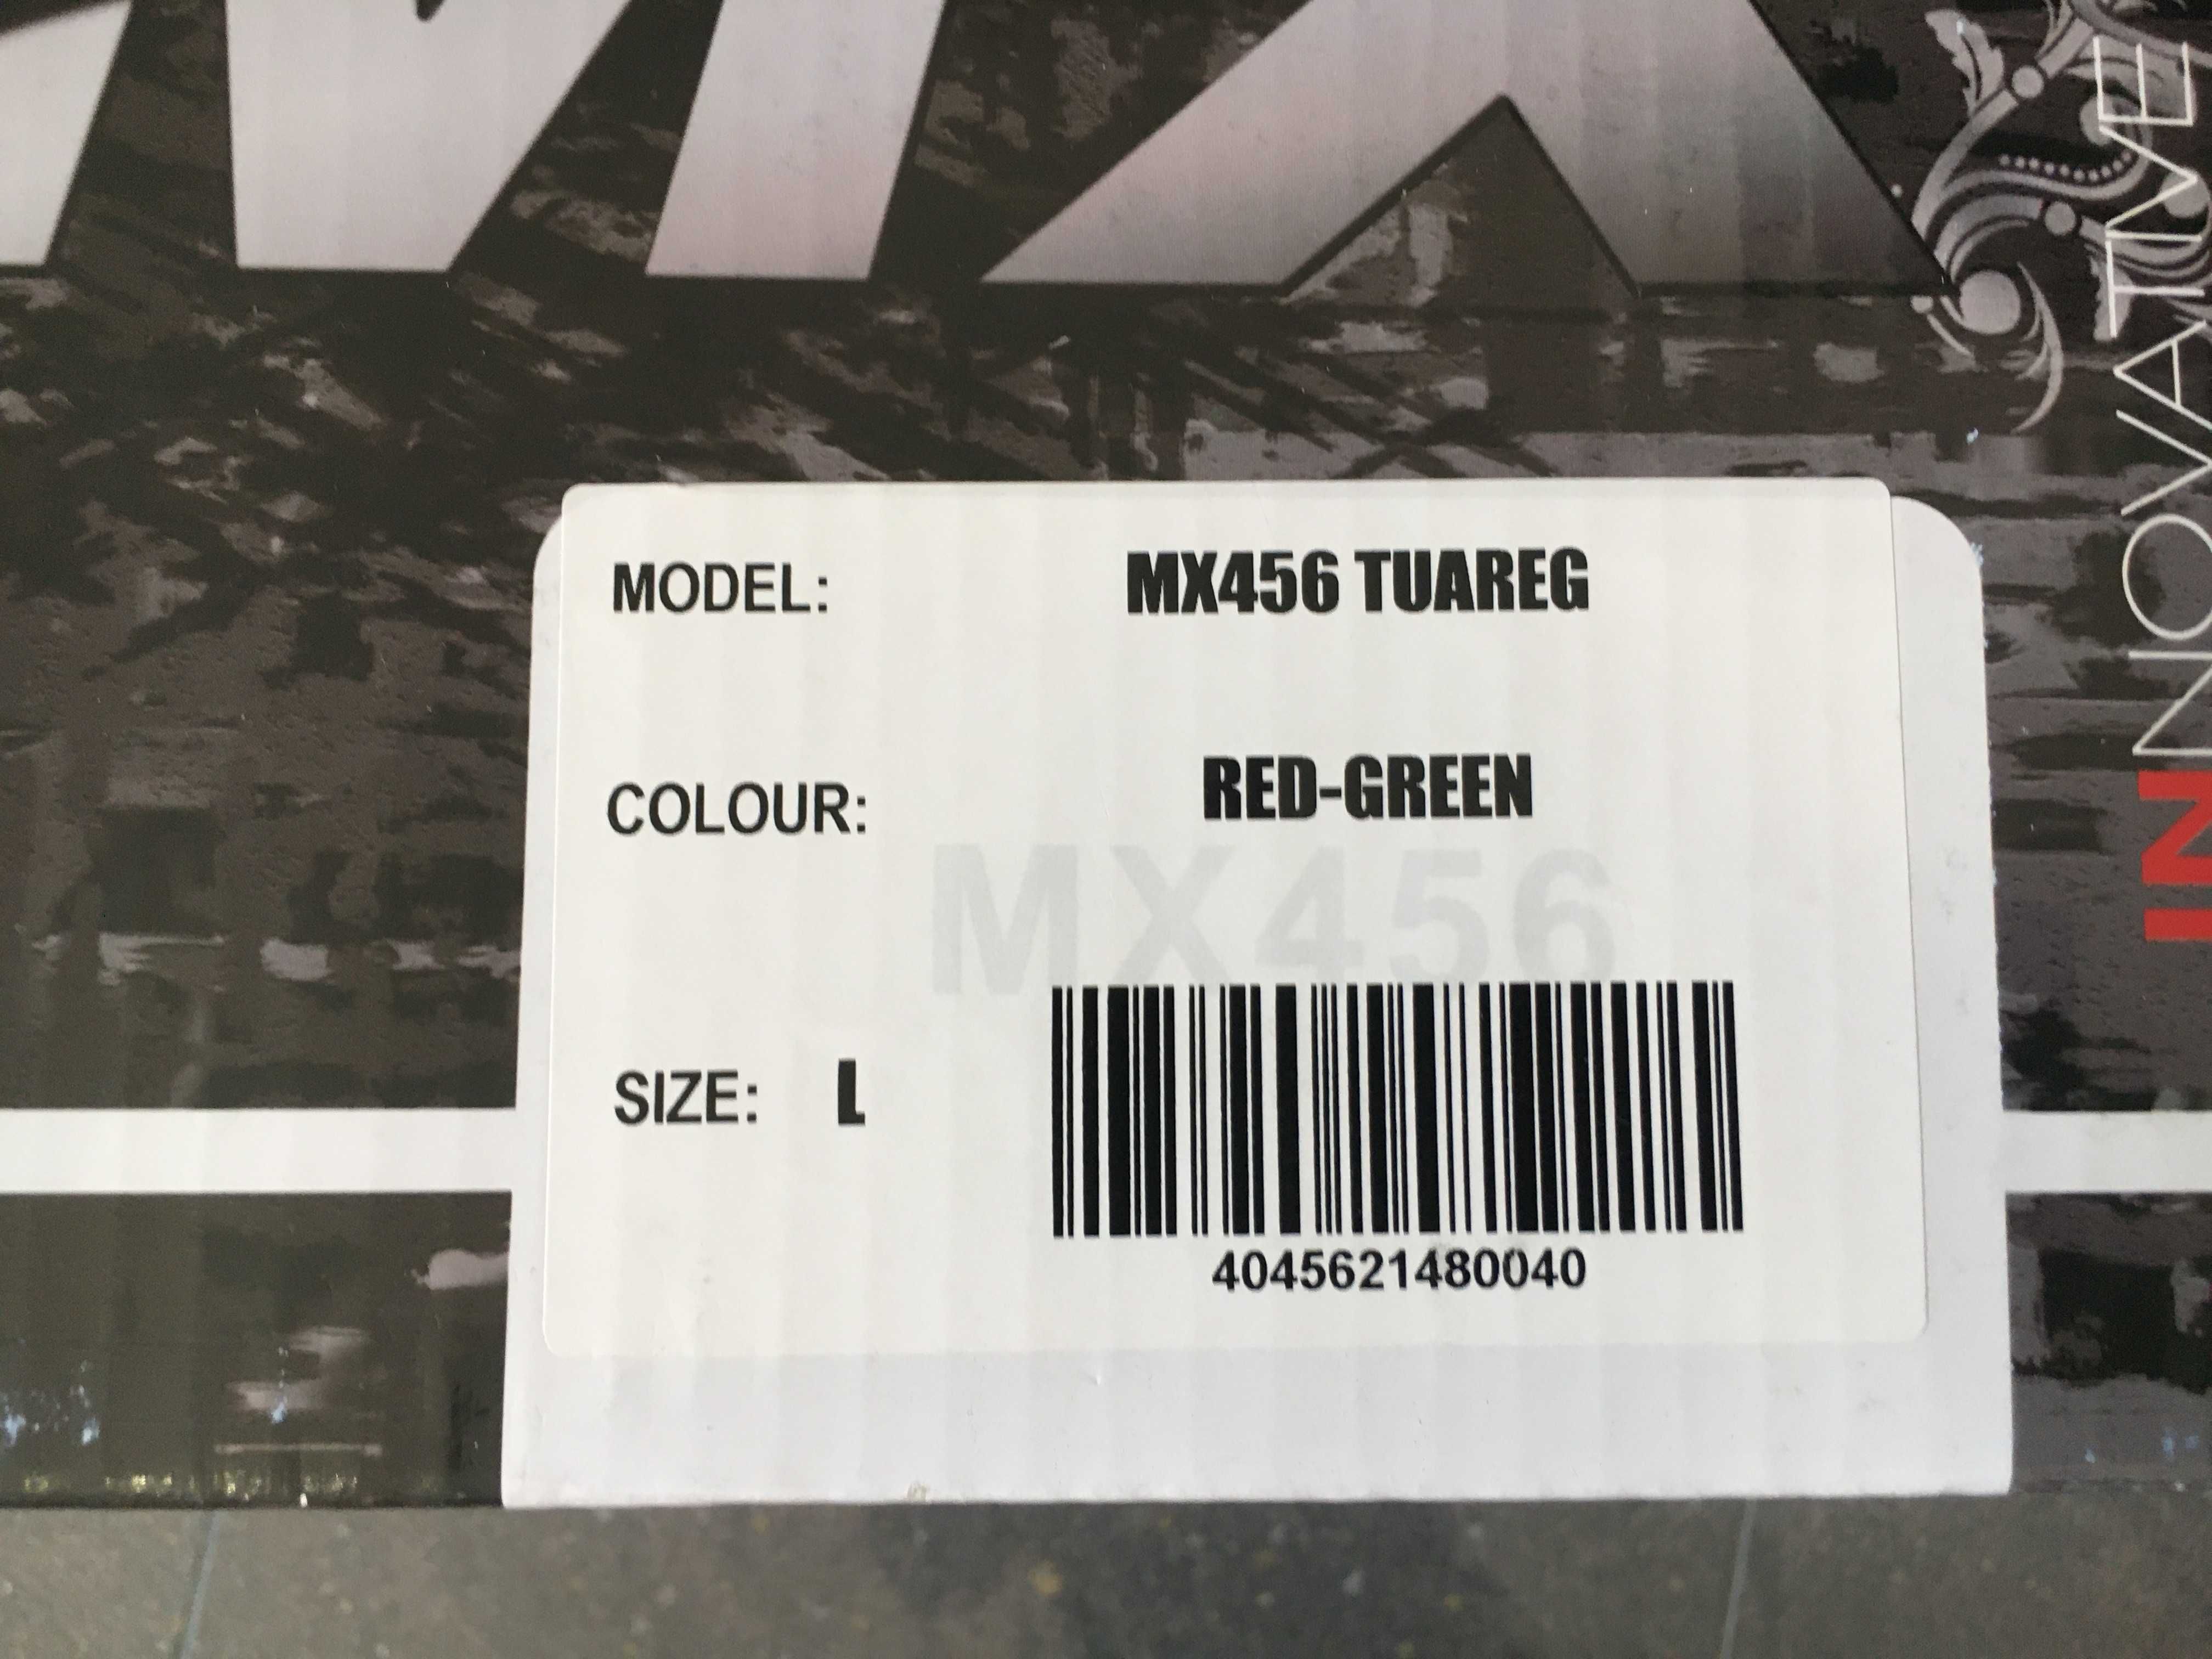 MODEL: MX456 TUAREG
COLOUR: RED-GREEN
MX456
SIZE: L
4045621480040
INNOVATIVE